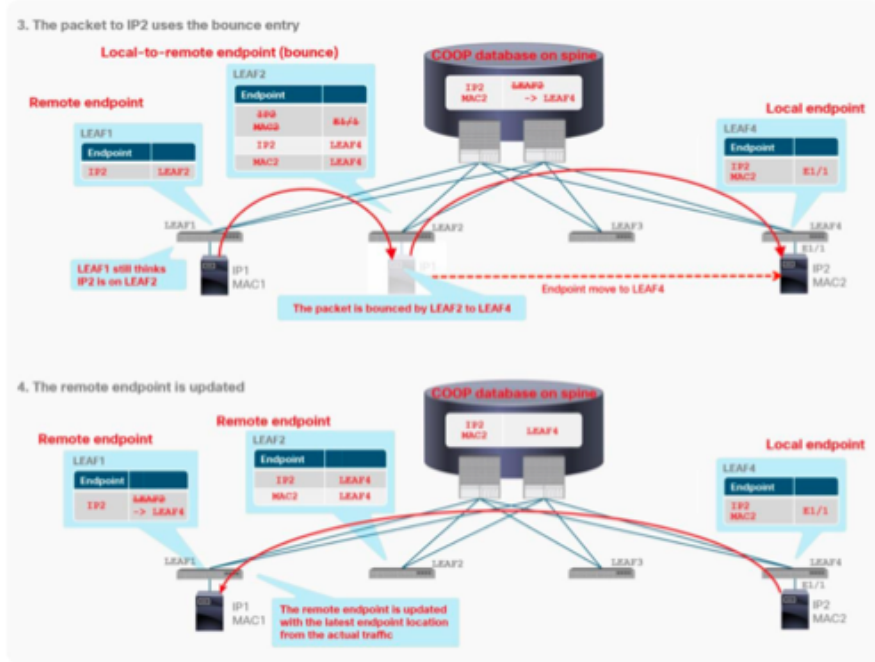 3. The packet to IP2 uses the bounce entry
Local-to-remote endpoint (bounce)
COOP database on spine
LEAF2
Endpoint
IP2
MAC2
E1/1
IP2 LEAF4
MAC2 LEAF4
IP2 LEAF2
MAC2 -> LEAF4
Remote endpoint
LEAF1
Endpoint
IP2 LEAF2
Local endpoint
LEAF4
Endpoint
IP2
MAC2
E1/1
LEAF1
LEAF2
LEAF3
LEAF4
E1/1
LEAF1 still thinks
IP2 is on LEAF2
IP1
MAC1
Endpoint move to LEAF4
IP2
MAC2
The packet is bounced by LEAF2 to LEAF4
4. The remote endpoint is updated
COOP database on spine
IP2
MAC2
LEAF4
Remote endpoint
LEAF1
Endpoint
IP2
LEAF2
-> LEAF4
Remote endpoint
LEAF2
Endpoint
IP2 LEAF4
MAC2 LEAF4
Local endpoint
LEAF4
Endpoint
IP2
MAC2
E1/1
LEAF1
LEAF2
LEAF3
LEAF4
E1/1
IP1
MAC1
The remote endpoint is updated
with the latest endpoint location
from the actual traffic
IP2
MAC2